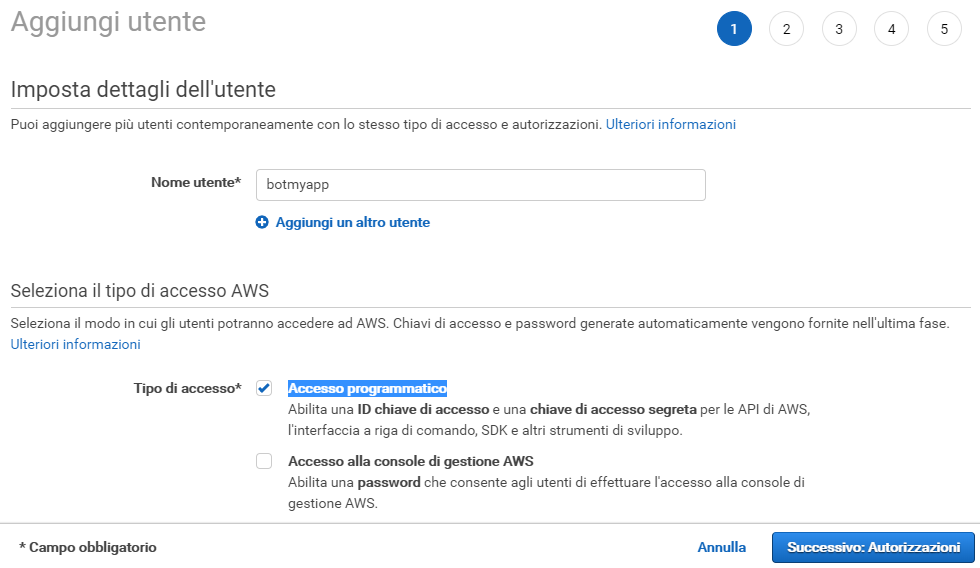 Aggiungi utente
1 2 3 4 5
Imposta dettagli dell'utente
Puoi aggiungere più utenti contemporaneamente con lo stesso tipo di accesso e autorizzazioni. Ulteriori informazioni
Nome utente* botmyapp
Aggiungi un altro utente
Seleziona il tipo di accesso AWS
Seleziona il modo in cui gli utenti potranno accedere ad AWS. Chiavi di accesso e password generate automaticamente vengono fornite nell'ultima fase.
Ulteriori informazioni
Tipo di accesso* Accesso programmatico
Abilita una ID chiave di accesso e una chiave di accesso segreta per le API di AWS,
l'interfaccia a riga di comando, SDK e altri strumenti di sviluppo.
Accesso alla console di gestione AWS
Abilita una password che consente agli utenti di effettuare l'accesso alla console di
gestione AWS.
* Campo obbligatorio Annulla Successivo: Autorizzazioni